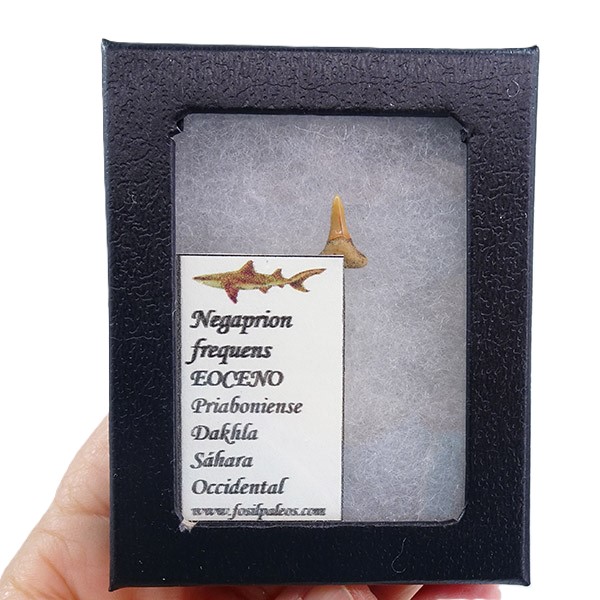 Negaprion
frequens
EOCENO
Priaboniense
Dakhla
Sáhara
Occidental
www.fosilpaleos.com